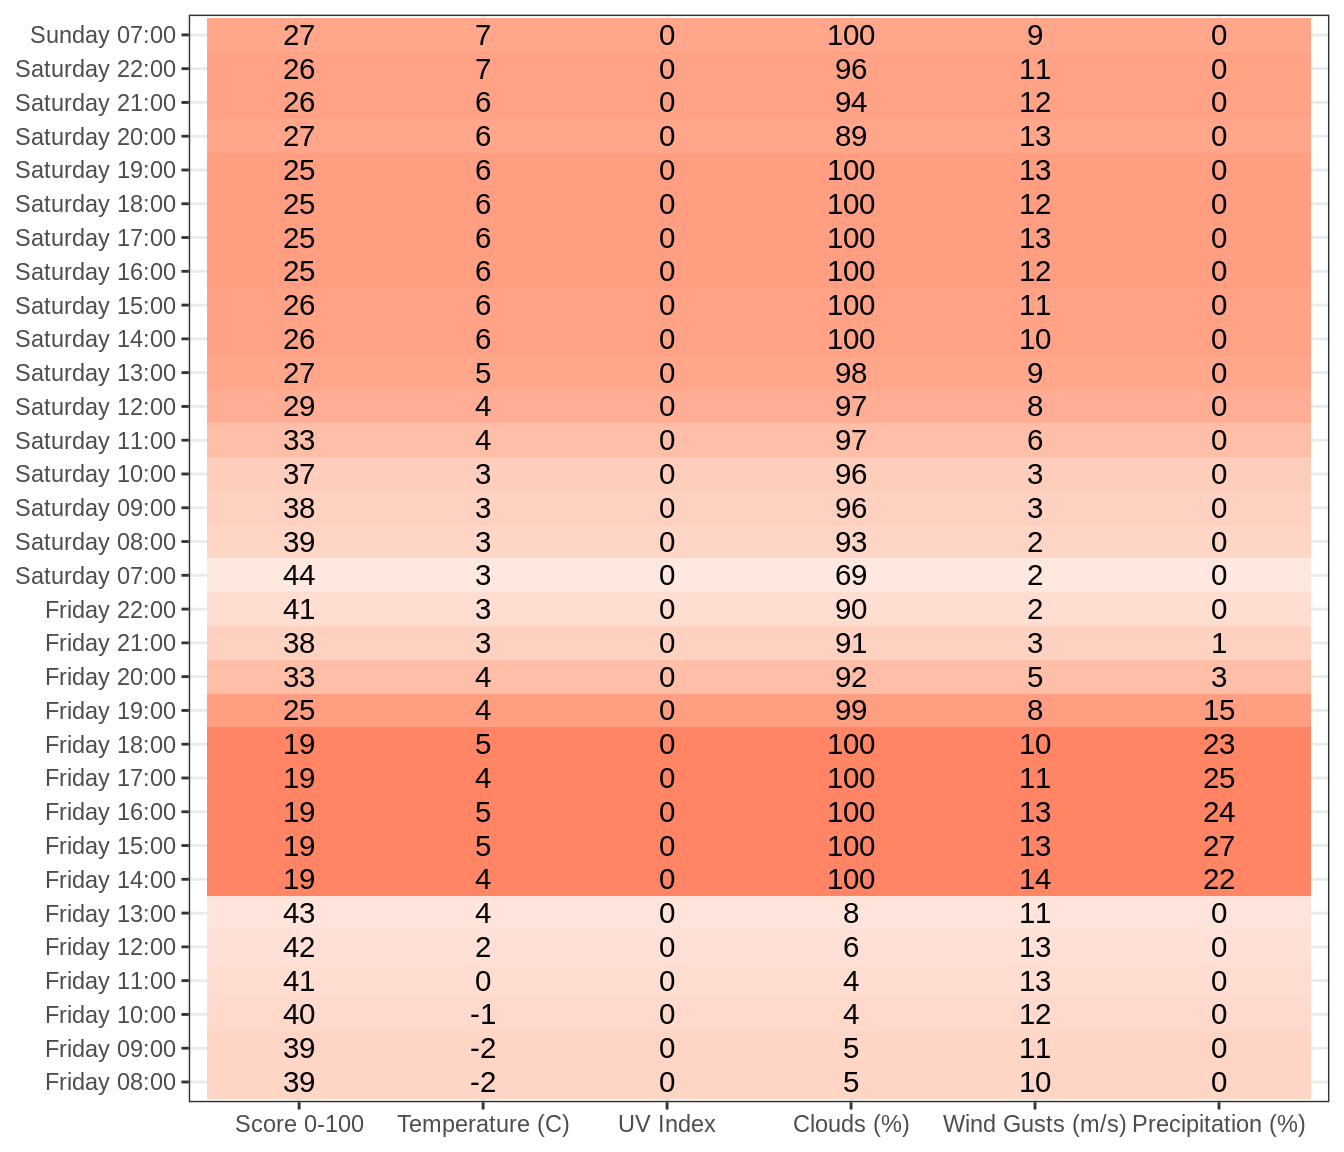 Sunday 07:00 27 7 0 100 9 0
Saturday 22:00 26 7 0 96 11 0
Saturday 21:00 26 6 0 94 12 0
Saturday 20:00 27 6 0 89 13 0
Saturday 19:00 25 6 0 100 13 0
Saturday 18:00 25 6 0 100 12 0
Saturday 17:00 25 6 0 100 13 0
Saturday 16:00 25 6 0 100 12 0
Saturday 15:00 26 6 0 100 11 0
Saturday 14:00 26 6 0 100 10 0
Saturday 13:00 27 5 0 98 9 0
Saturday 12:00 29 4 0 97 8 0
Saturday 11:00 33 4 0 97 6 0
Saturday 10:00 37 3 0 96 3 0
Saturday 09:00 38 3 0 96 3 0
Saturday 08:00 39 3 0 93 2 0
Saturday 07:00 44 3 0 69 2 0
Friday 22:00 41 3 0 90 2 0
Friday 21:00 38 3 0 91 3 1
Friday 20:00 33 4 0 92 5 3
Friday 19:00 25 4 0 99 8 15
Friday 18:00 19 5 0 100 10 23
Friday 17:00 19 4 0 100 11 25
Friday 16:00 19 5 0 100 13 24
Friday 15:00 19 5 0 100 13 27
Friday 14:00 19 4 0 100 14 22
Friday 13:00 43 4 0 8 11 0
Friday 12:00 42 2 0 6 13 0
Friday 11:00 41 0 0 4 13 0
Friday 10:00 40 -1 0 4 12 0
Friday 09:00 39 -2 0 5 11 0
Friday 08:00 39 -2 0 5 10 0
Score 0-100 Temperature (C) UV Index Clouds (%) Wind Gusts (m/s) Precipitation (%)